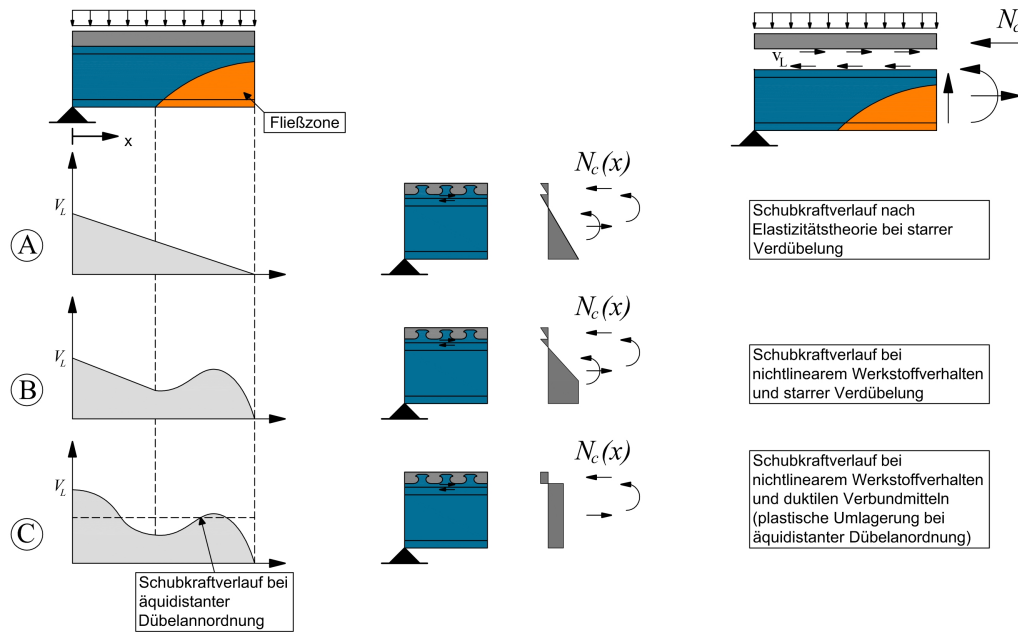 N_c
v_L
Fließzone
x
V_L
A
N_c(x)
Schubkraftverlauf nach
Elastizitätstheorie bei starrer
Verdübelung
V_L
B
N_c(x)
Schubkraftverlauf bei
nichtlinearem Werkstoffverhalten
und starrer Verdübelung
V_L
C
N_c(x)
Schubkraftverlauf bei
nichtlinearem Werkstoffverhalten
und duktilen Verbundmitteln
(plastische Umlagerung bei
äquidistanter Dübelanordnung)
Schubkraftverlauf bei
äquidistanter
Dübelannordnung